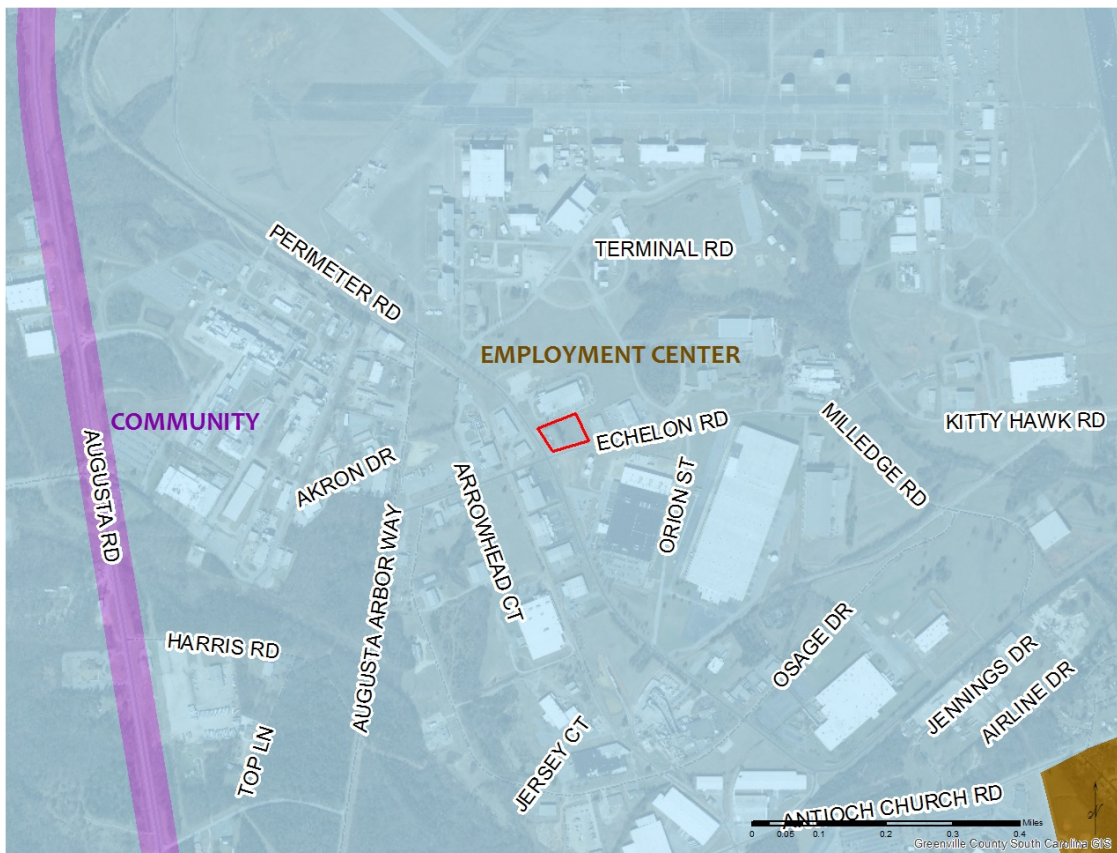 TERMINAL RD
PERIMETER RD
EMPLOYMENT CENTER
COMMUNITY
ECHELON RD
MILLEDGE RD
KITTY HAWK RD
AUGUSTA RD
AKRON DR
ARROWHEAD CT
ORION ST
AUGUSTA ARBOR WAY
HARRIS RD
OSAGE DR
JENNINGS DR
AIRLINE DR
TOP LN
JERSEY CT
ANTIOCH CHURCH RD
Miles
0 0.05 0.1 0.2 0.3 0.4
N
Greenville County South Carolina GIS